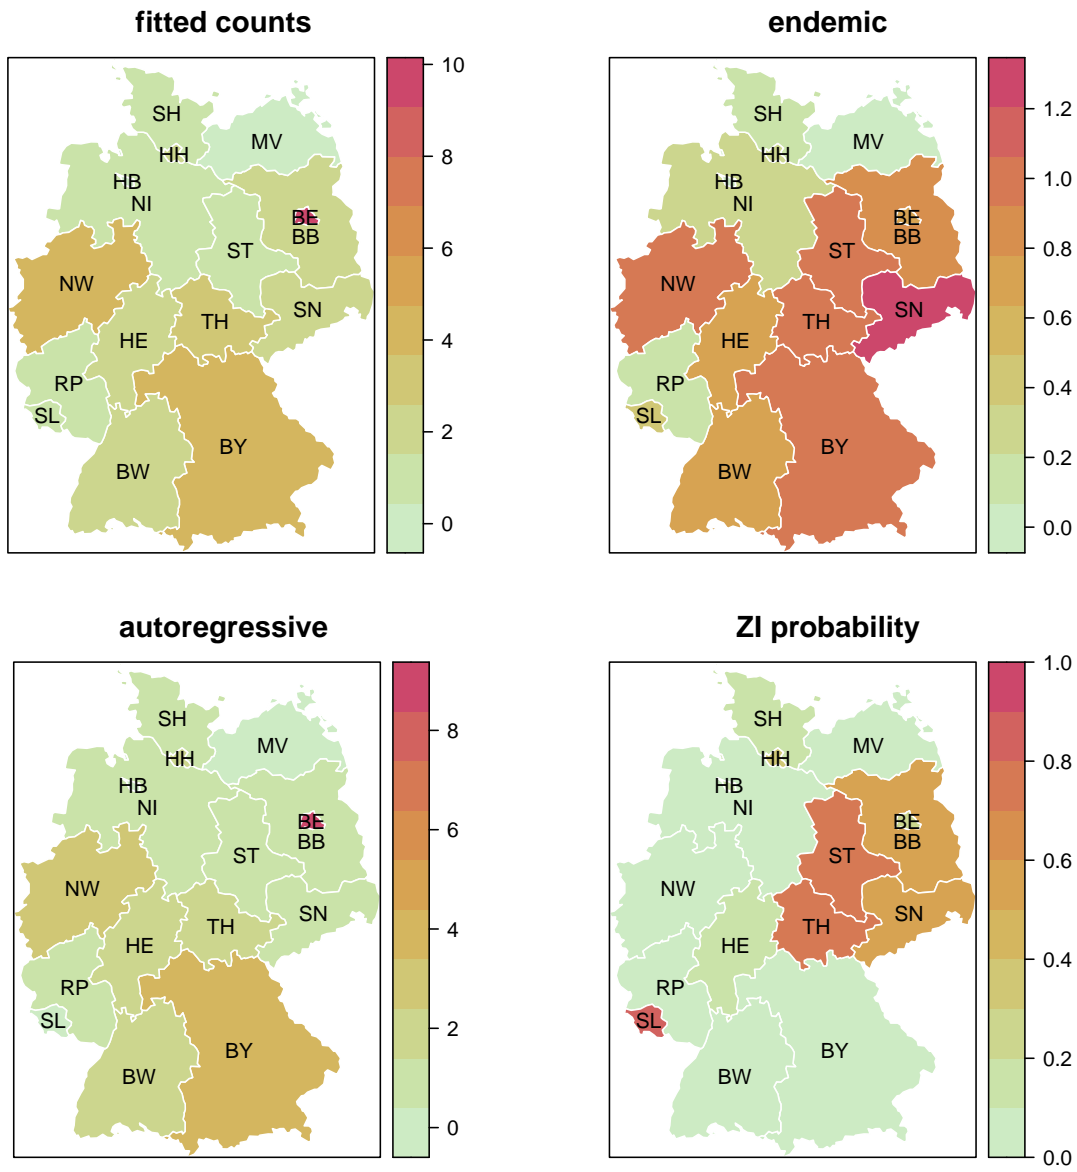 fitted counts
SH
MV
HH
HB
NI
BE
BB
ST
NW
SN
TH
HE
RP
SL
BY
BW
10
8
6
4
2
0
endemic
SH
MV
HH
HB
NI
BE
BB
ST
NW
SN
TH
HE
RP
SL
BY
BW
1.2
1.0
0.8
0.6
0.4
0.2
0.0
autoregressive
SH
MV
HH
HB
NI
BE
BB
ST
NW
SN
TH
HE
RP
SL
BY
BW
8
6
4
2
0
ZI probability
SH
MV
HH
HB
NI
BE
BB
ST
NW
SN
TH
HE
RP
SL
BY
BW
1.0
0.8
0.6
0.4
0.2
0.0